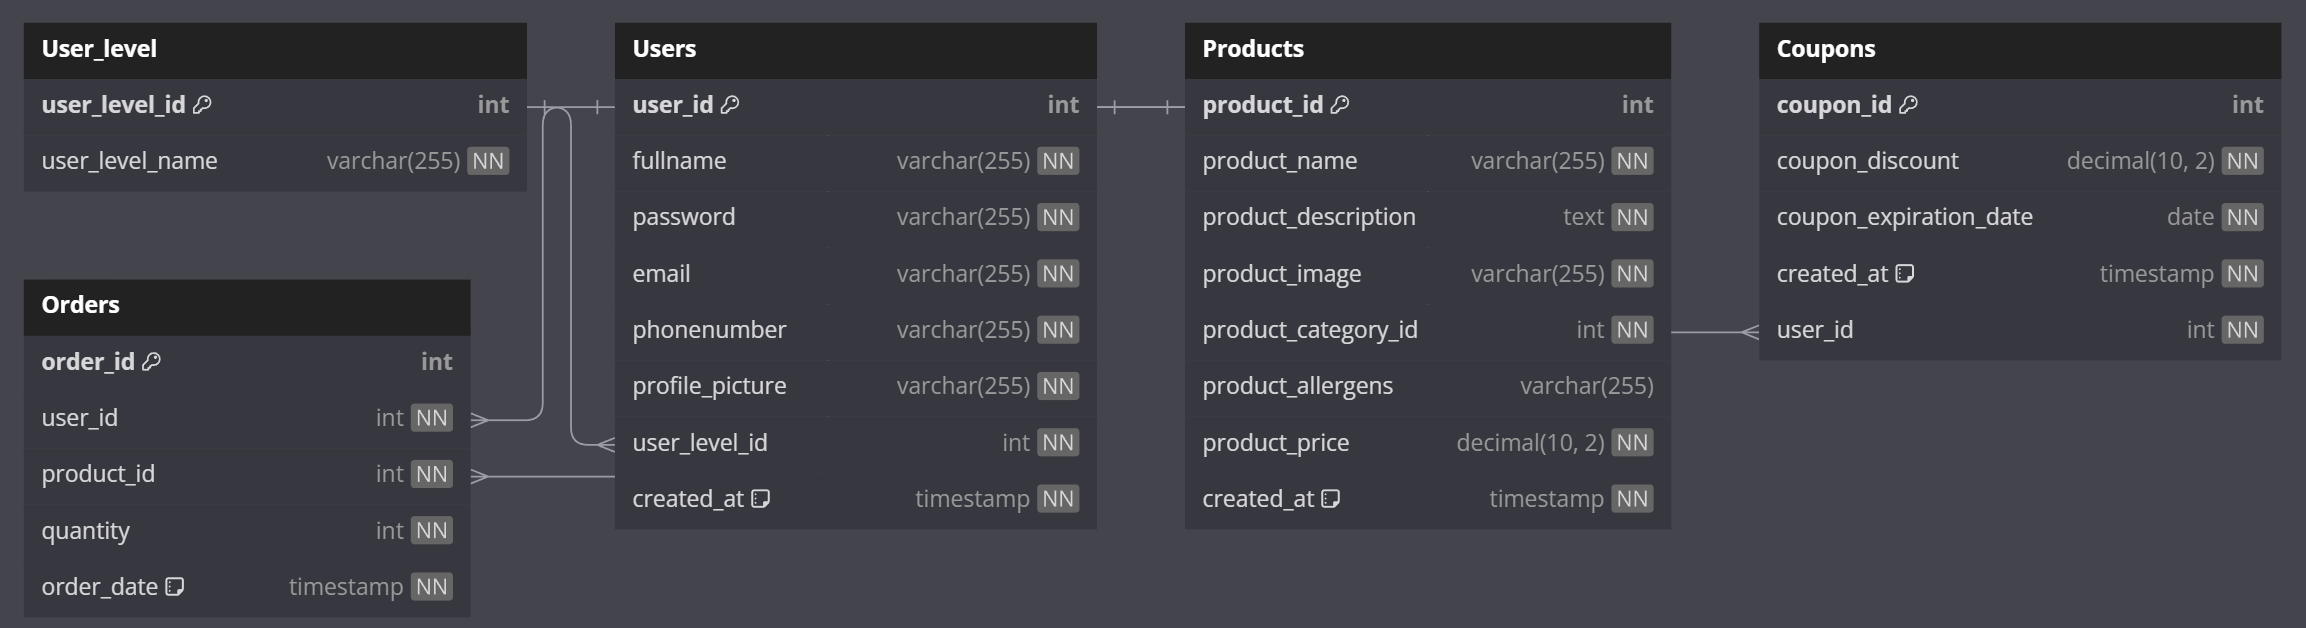 User_level
user_level_id int
user_level_name varchar(255) NN
Orders
order_id int
user_id int NN
product_id int NN
quantity int NN
order_date timestamp NN
Users
user_id int
fullname varchar(255) NN
password varchar(255) NN
email varchar(255) NN
phonenumber varchar(255) NN
profile_picture varchar(255) NN
user_level_id int NN
created_at timestamp NN
Products
product_id int
product_name varchar(255) NN
product_description text NN
product_image varchar(255) NN
product_category_id int NN
product_allergens varchar(255)
product_price decimal(10, 2) NN
created_at timestamp NN
Coupons
coupon_id int
coupon_discount decimal(10, 2) NN
coupon_expiration_date date NN
created_at timestamp NN
user_id int NN